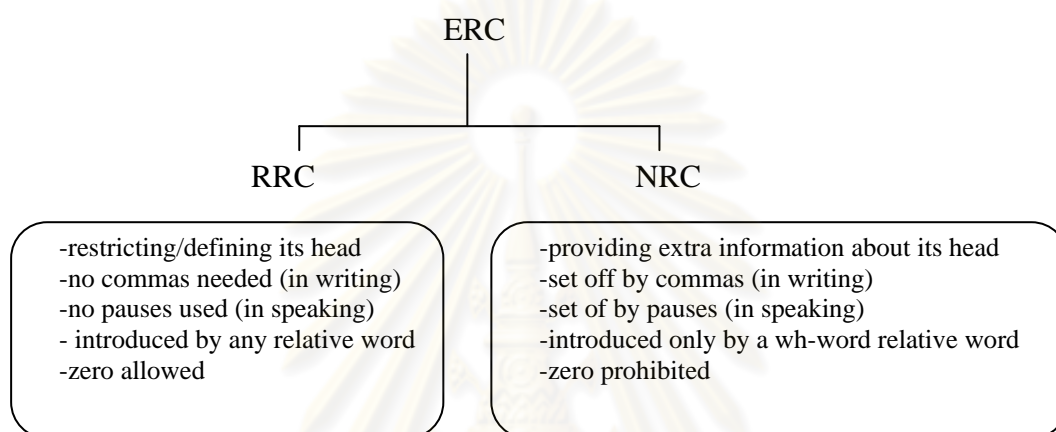 ERC
RRC
NRC
-restricting/defining its head
-no commas needed (in writing)
-no pauses used (in speaking)
- introduced by any relative word
-zero allowed
-providing extra information about its head
-set off by commas (in writing)
-set of by pauses (in speaking)
-introduced only by a wh-word relative word
-zero prohibited